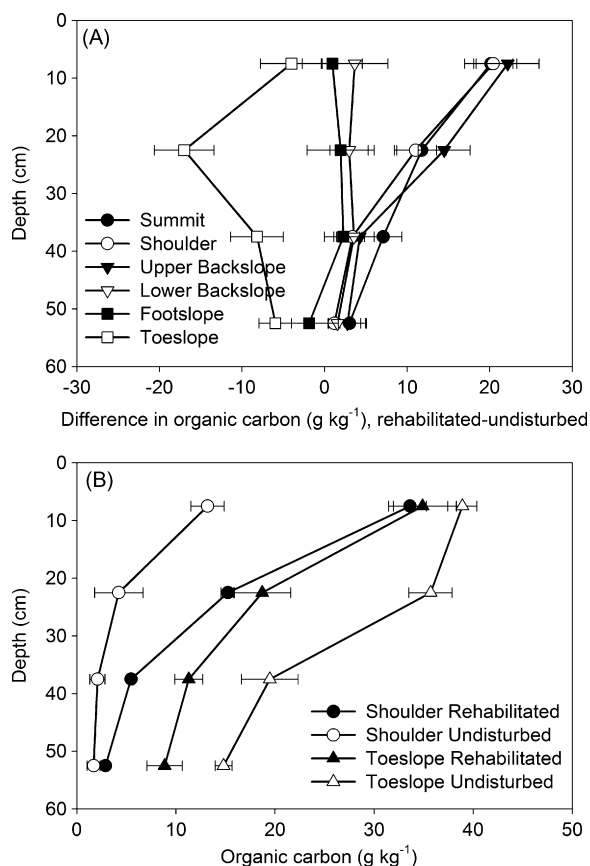 0
(A)
10
20
30
40
50
60
Depth (cm)
Summit
Shoulder
Upper Backslope
Lower Backslope
Footslope
Toeslope
-30 -20 -10 0 10 20 30
Difference in organic carbon (g kg⁻¹), rehabilitated-undisturbed
0
(B)
10
20
30
40
50
60
Depth (cm)
Shoulder Rehabilitated
Shoulder Undisturbed
Toeslope Rehabilitated
Toeslope Undisturbed
0 10 20 30 40 50
Organic carbon (g kg⁻¹)